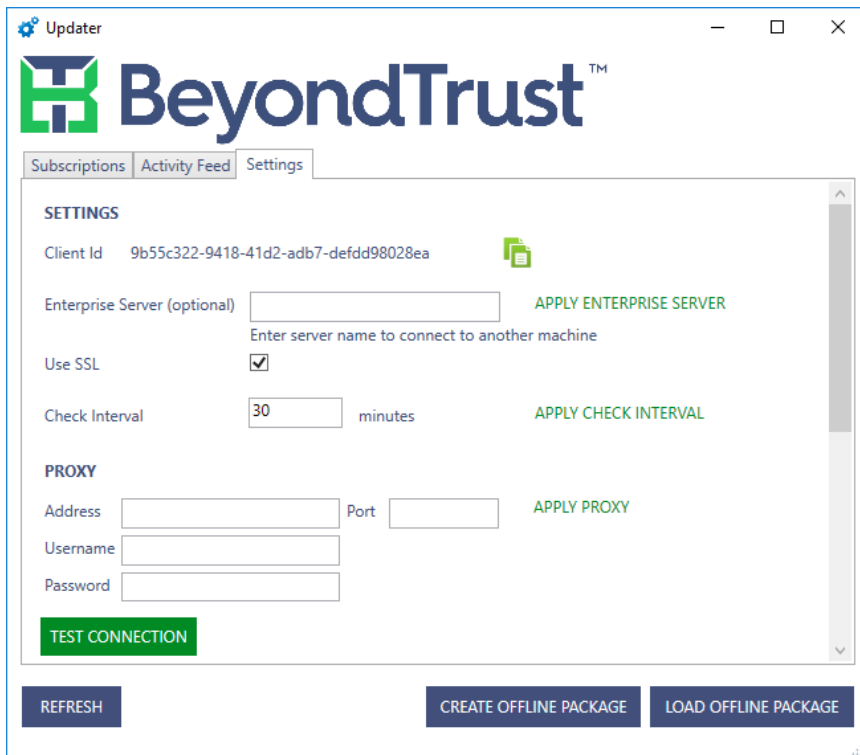 Updater
BeyondTrust™
Subscriptions Activity Feed Settings
SETTINGS
Client Id 9b55c322-9418-41d2-adb7-defdd98028ea
Enterprise Server (optional) APPLY ENTERPRISE SERVER
Enter server name to connect to another machine
Use SSL
Check Interval 30 minutes APPLY CHECK INTERVAL
PROXY
Address Port APPLY PROXY
Username
Password
TEST CONNECTION
REFRESH CREATE OFFLINE PACKAGE LOAD OFFLINE PACKAGE